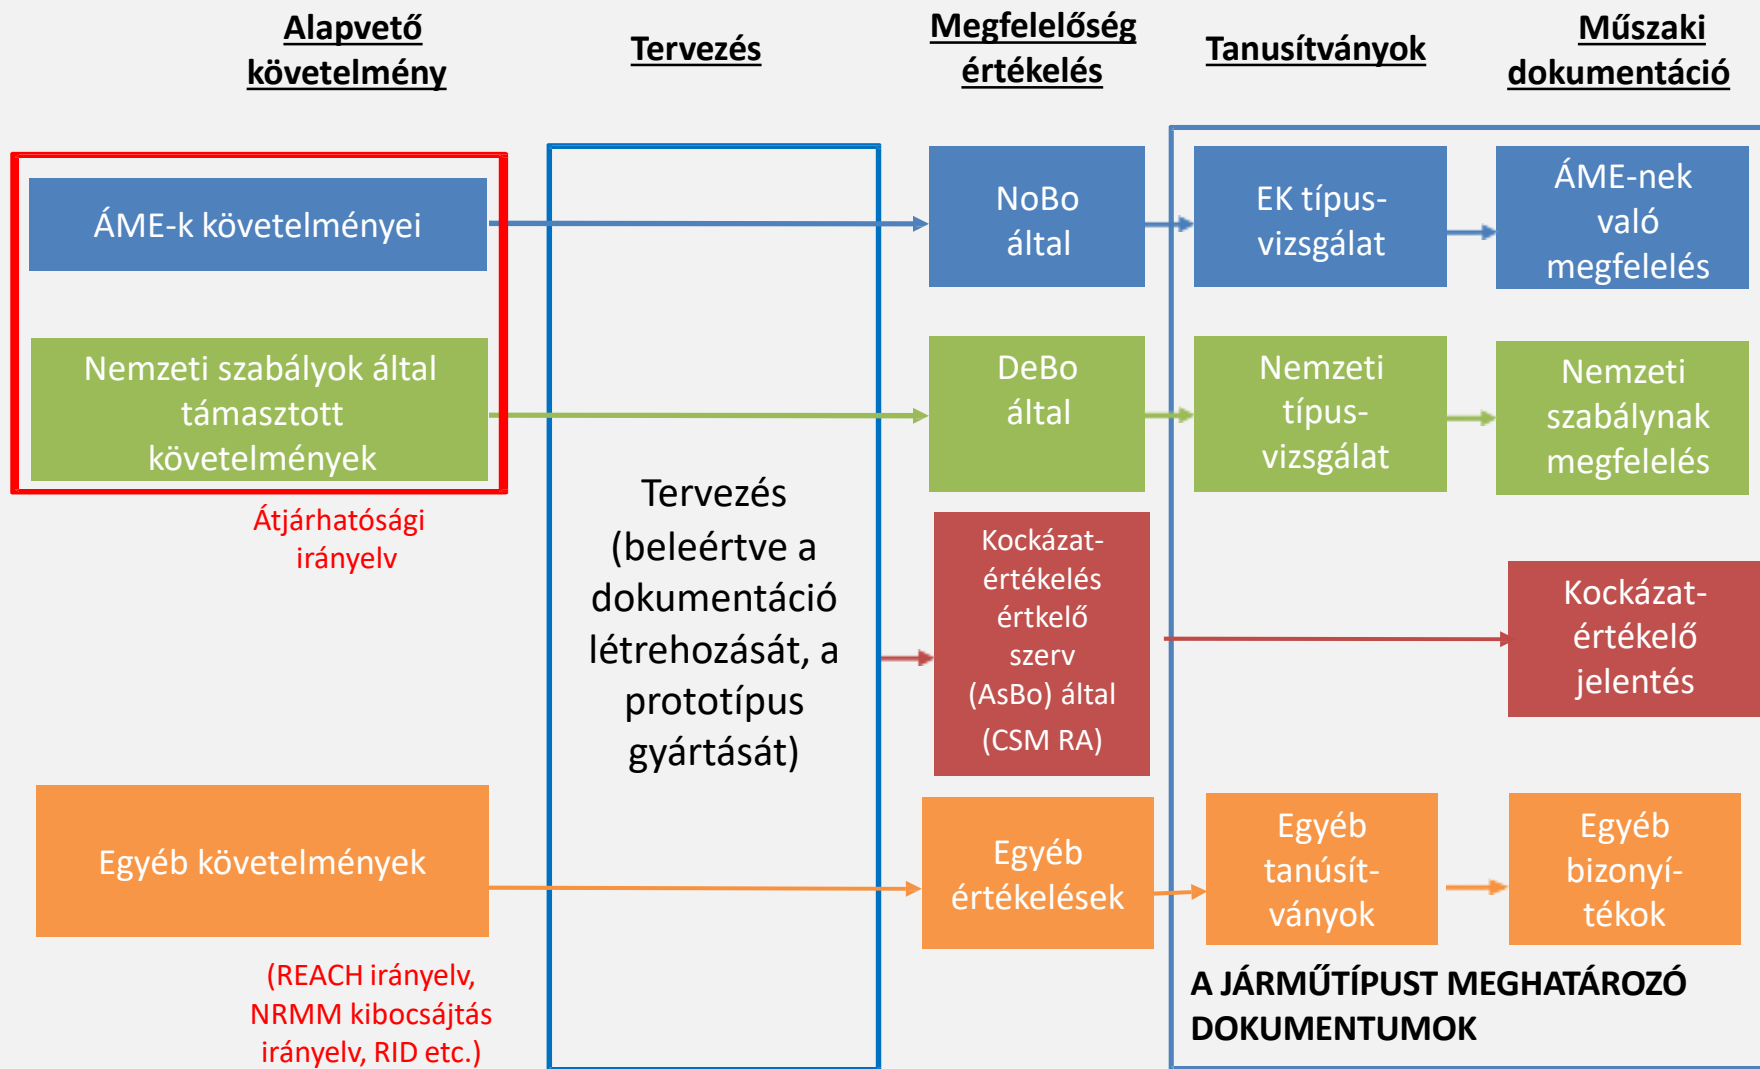 Alapvető
követelmény
Tervezés
Megfelelőség
értékelés
Tanusítványok
Műszaki
dokumentáció
ÁME-k követelményei
NoBo
által
EK típus-
vizsgálat
ÁME-nek
való
megfelelés
Nemzeti szabályok által
támasztott
követelmények
DeBo
által
Nemzeti
típus-
vizsgálat
Nemzeti
szabálynak
megfelelés
Átjárhatósági
irányelv
Tervezés
(beleértve a
dokumentáció
létrehozását, a
prototípus
gyártását)
Kockázat-
értékelés
értkelő
szerv
(AsBo) által
(CSM RA)
Kockázat-
értékelő
jelentés
Egyéb követelmények
Egyéb
értékelések
Egyéb
tanúsít-
ványok
Egyéb
bizonyí-
tékok
(REACH irányelv,
NRMM kibocsájtás
irányelv, RID etc.)
A JÁRMŰTÍPUST MEGHATÁROZÓ
DOKUMENTUMOK